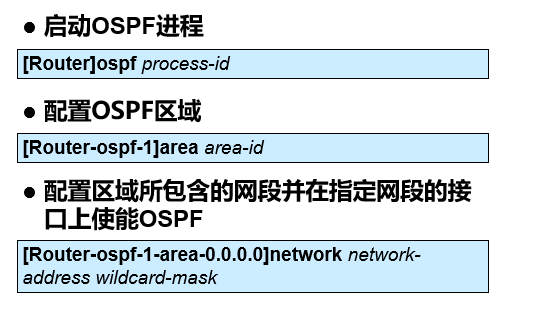 ● 启动OSPF进程
[Router]ospf process-id
● 配置OSPF区域
[Router-ospf-1]area area-id
● 配置区域所包含的网段并在指定网段的接
口上使能OSPF
[Router-ospf-1-area-0.0.0.0]network network-
address wildcard-mask